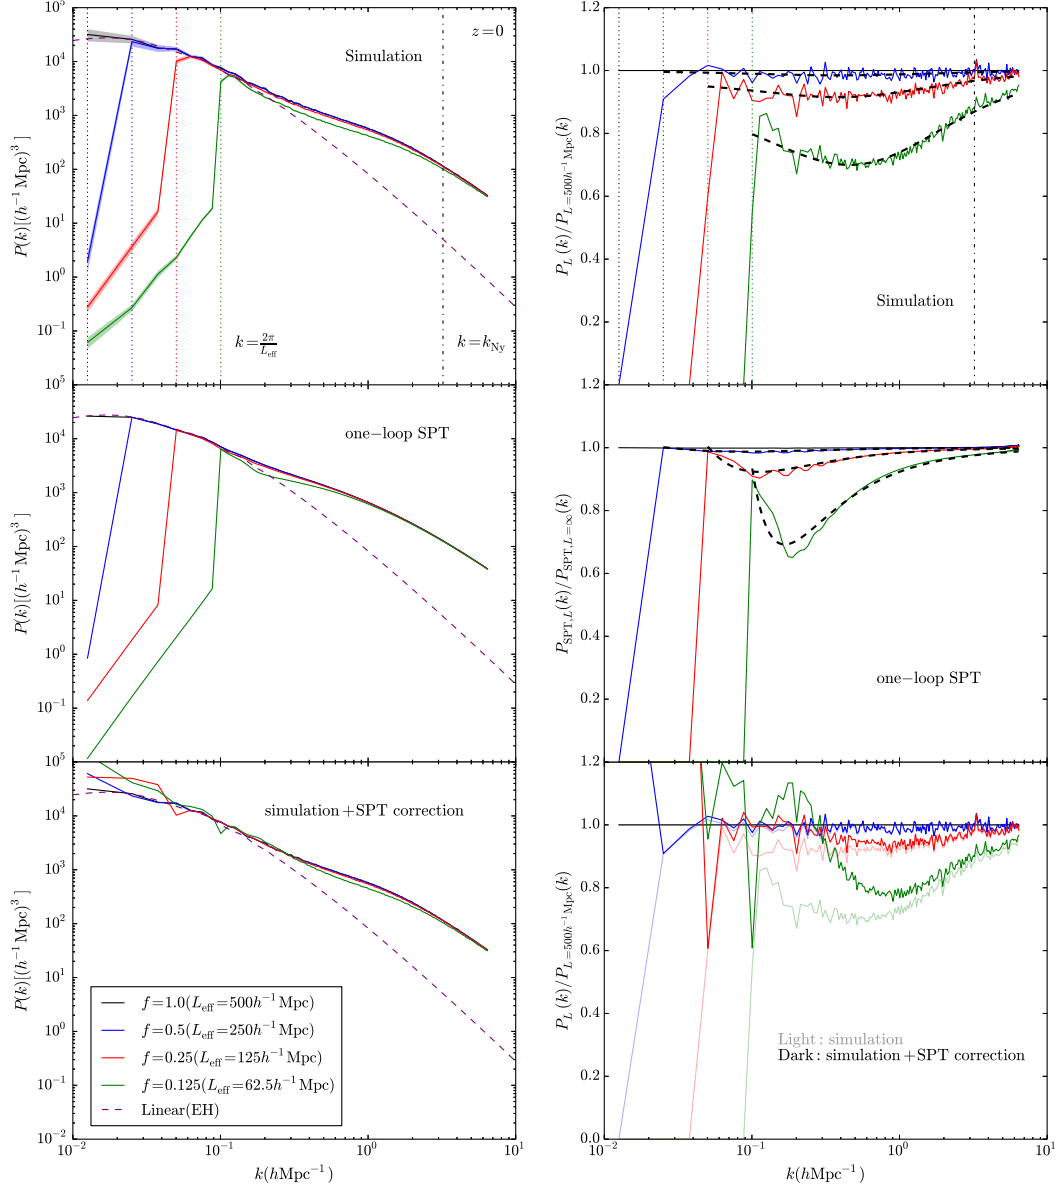 10⁵
10⁴
10³
10²
10¹
10⁰
10⁻¹
P(k)[(h⁻¹Mpc)³]
z=0
Simulation
k=2π/L_eff
k=k_Ny
1.2
1.0
0.8
0.6
0.4
0.2
P_L(k)/P_{L=500h⁻¹Mpc}(k)
Simulation
10⁵
10⁴
10³
10²
10¹
10⁰
10⁻¹
P(k)[(h⁻¹Mpc)³]
one−loop SPT
1.2
1.0
0.8
0.6
0.4
0.2
P_{SPT,L}(k)/P_{SPT,L=∞}(k)
one−loop SPT
10⁵
10⁴
10³
10²
10¹
10⁰
10⁻¹
10⁻²
P(k)[(h⁻¹Mpc)³]
simulation+SPT correction
f=1.0(L_eff=500h⁻¹Mpc)
f=0.5(L_eff=250h⁻¹Mpc)
f=0.25(L_eff=125h⁻¹Mpc)
f=0.125(L_eff=62.5h⁻¹Mpc)
Linear(EH)
10⁻² 10⁻¹ 10⁰ 10¹
k(hMpc⁻¹)
1.2
1.0
0.8
0.6
0.4
0.2
0.0
P_L(k)/P_{L=500h⁻¹Mpc}(k)
Light: simulation
Dark: simulation+SPT correction
10⁻² 10⁻¹ 10⁰ 10¹
k(hMpc⁻¹)